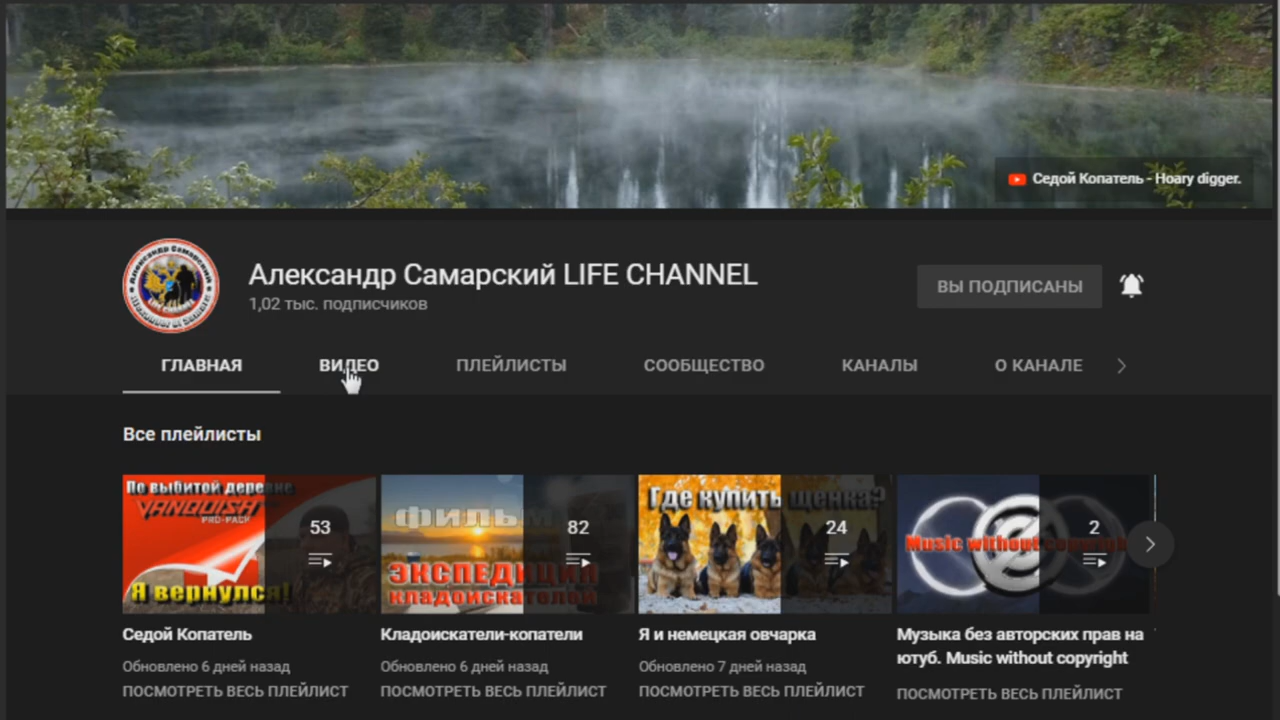 Седой Копатель - Hoary digger.
Александр Самарский LIFE CHANNEL
1,02 тыс. подписчиков
ВЫ ПОДПИСАНЫ
ГЛАВНАЯ
ВИДЕО
ПЛЕЙЛИСТЫ
СООБЩЕСТВО
КАНАЛЫ
О КАНАЛЕ
Все плейлисты
По выбитой деревне
VANQUISH
PRO-PACK
Я вернулся!
53
ФИЛЬМ
ЭКСПЕДИЦИЯ
КЛАДОИСКАТЕЛЕЙ
82
Где купить щенка?
24
Music without copyright
2
Седой Копатель
Обновлено 6 дней назад
ПОСМОТРЕТЬ ВЕСЬ ПЛЕЙЛИСТ
Кладоискатели-копатели
Обновлено 6 дней назад
ПОСМОТРЕТЬ ВЕСЬ ПЛЕЙЛИСТ
Я и немецкая овчарка
Обновлено 7 дней назад
ПОСМОТРЕТЬ ВЕСЬ ПЛЕЙЛИСТ
Музыка без авторских прав на
ютуб. Music without copyright
ПОСМОТРЕТЬ ВЕСЬ ПЛЕЙЛИСТ